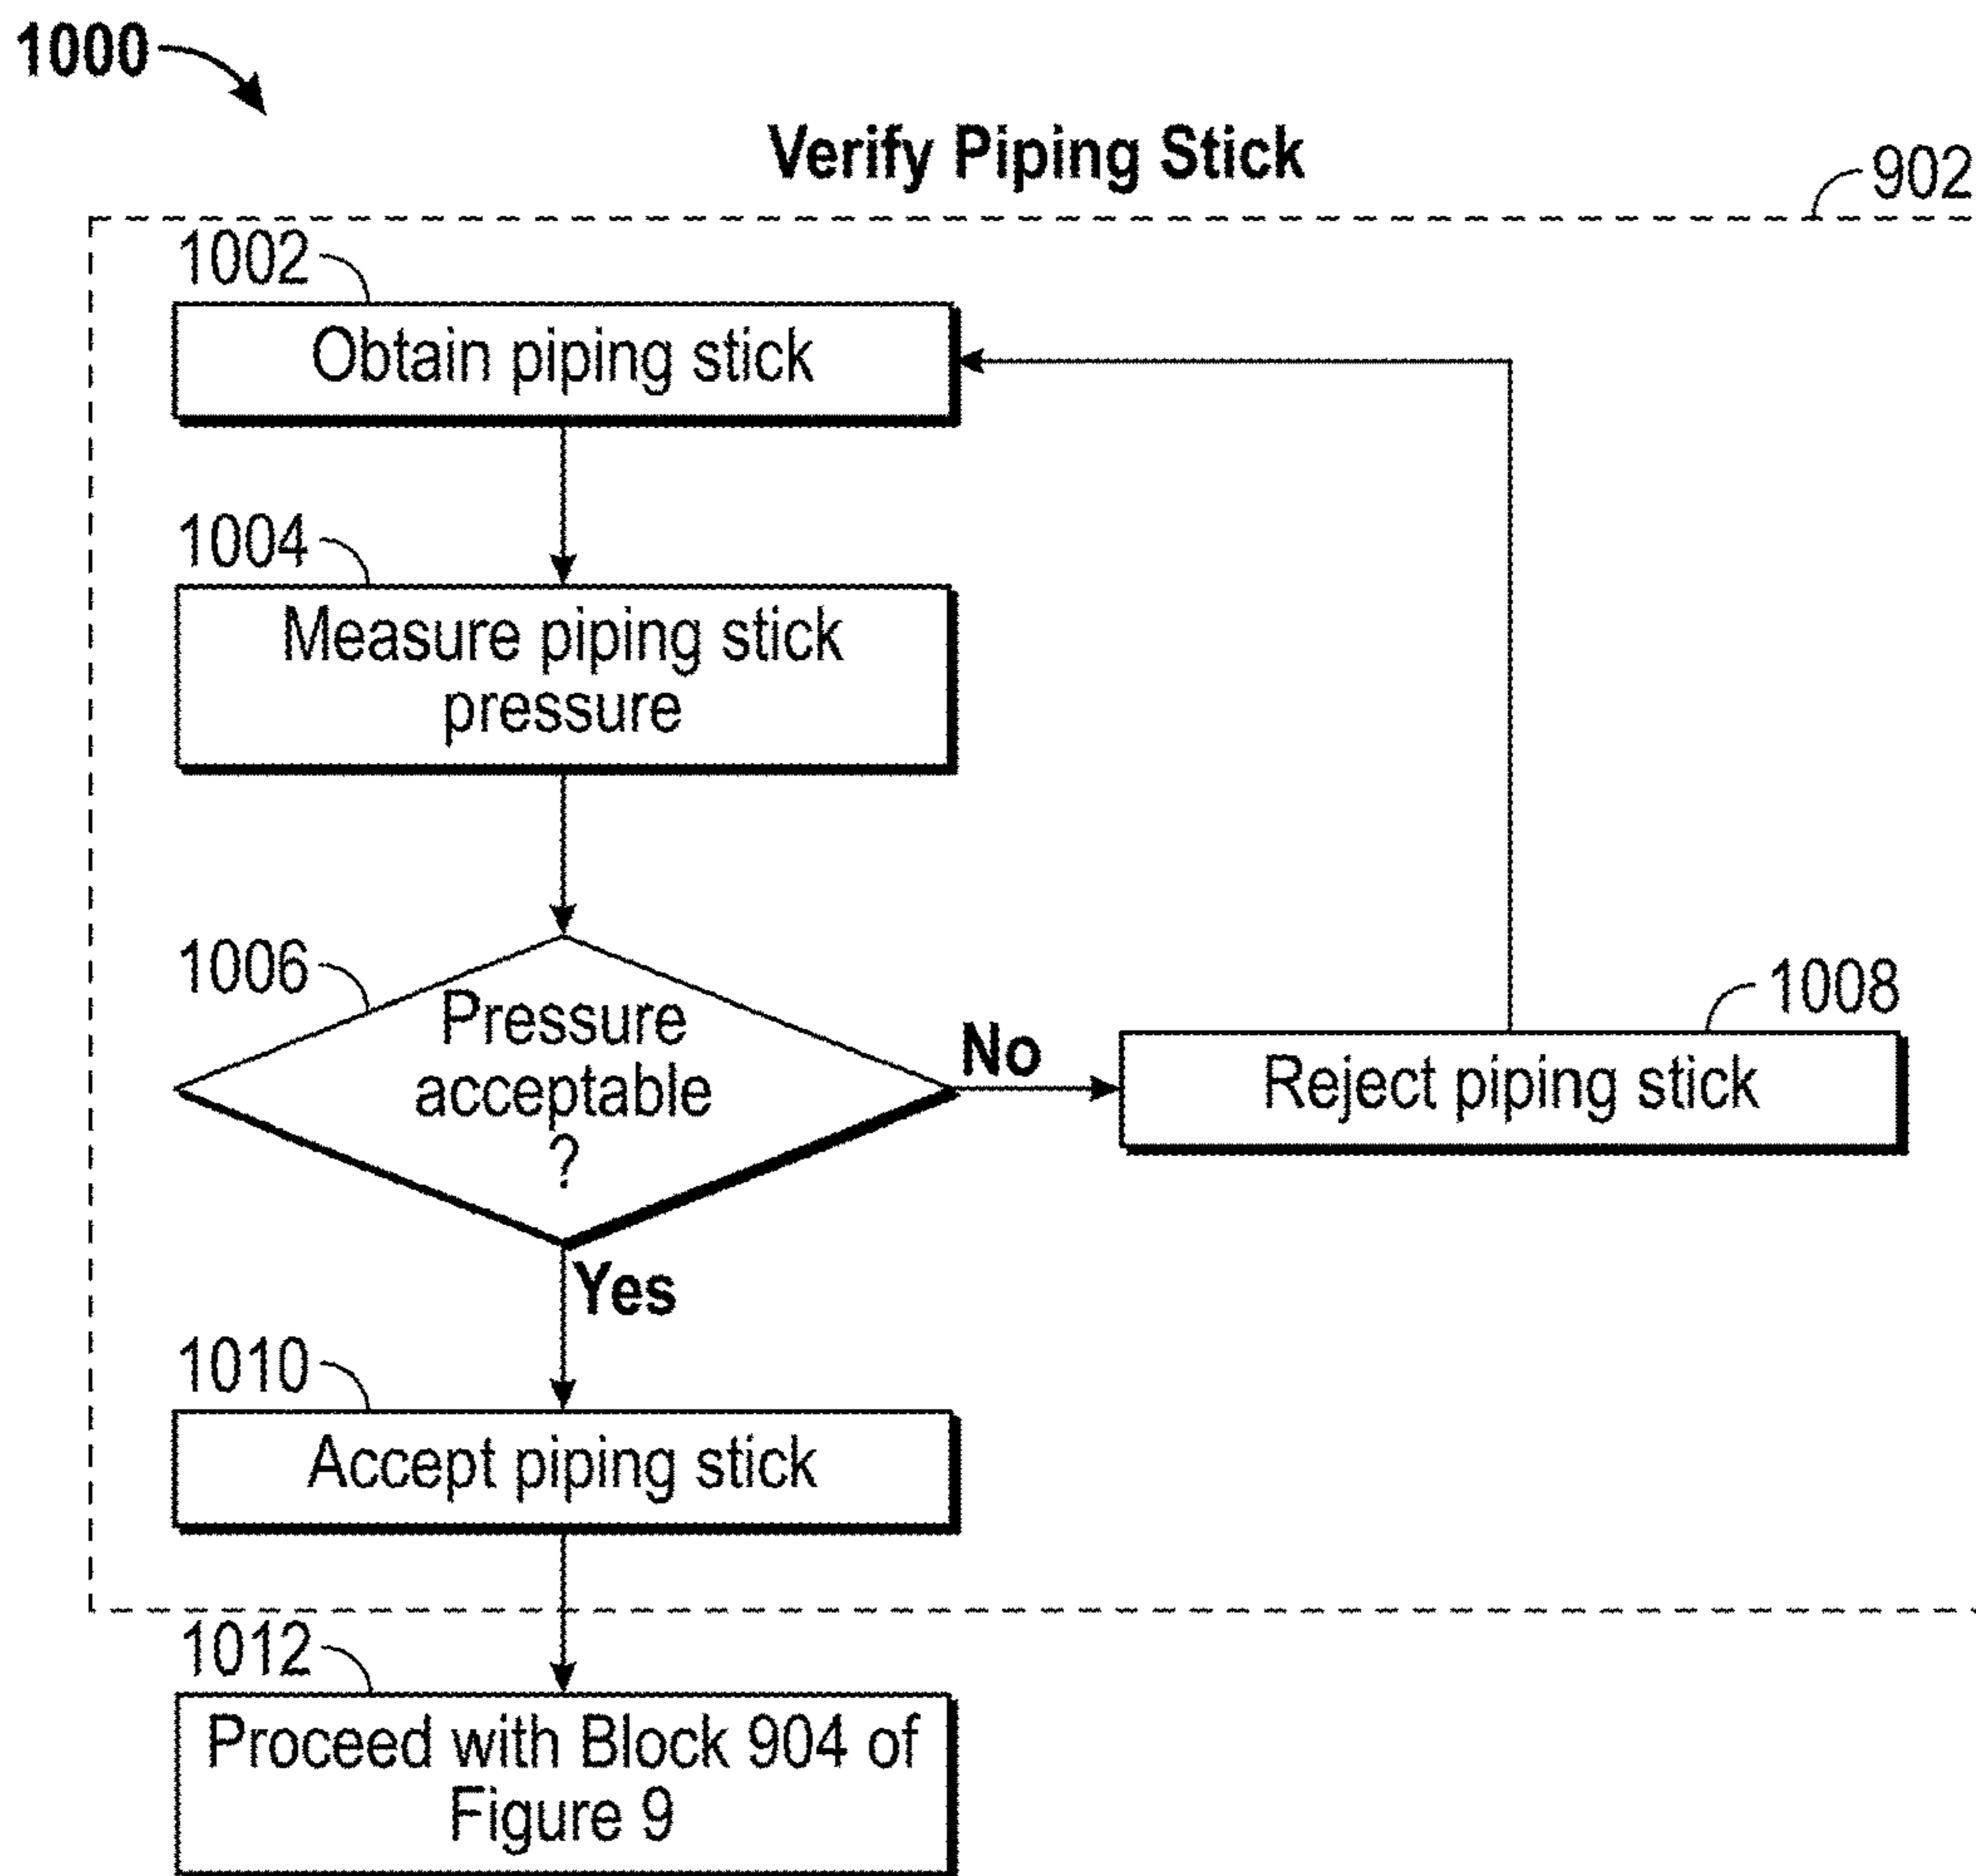 1000
Verify Piping Stick
902
1002
Obtain piping stick
1004
Measure piping stick
pressure
1006
Pressure
acceptable
?
No
1008
Reject piping stick
Yes
1010
Accept piping stick
1012
Proceed with Block 904 of
Figure 9